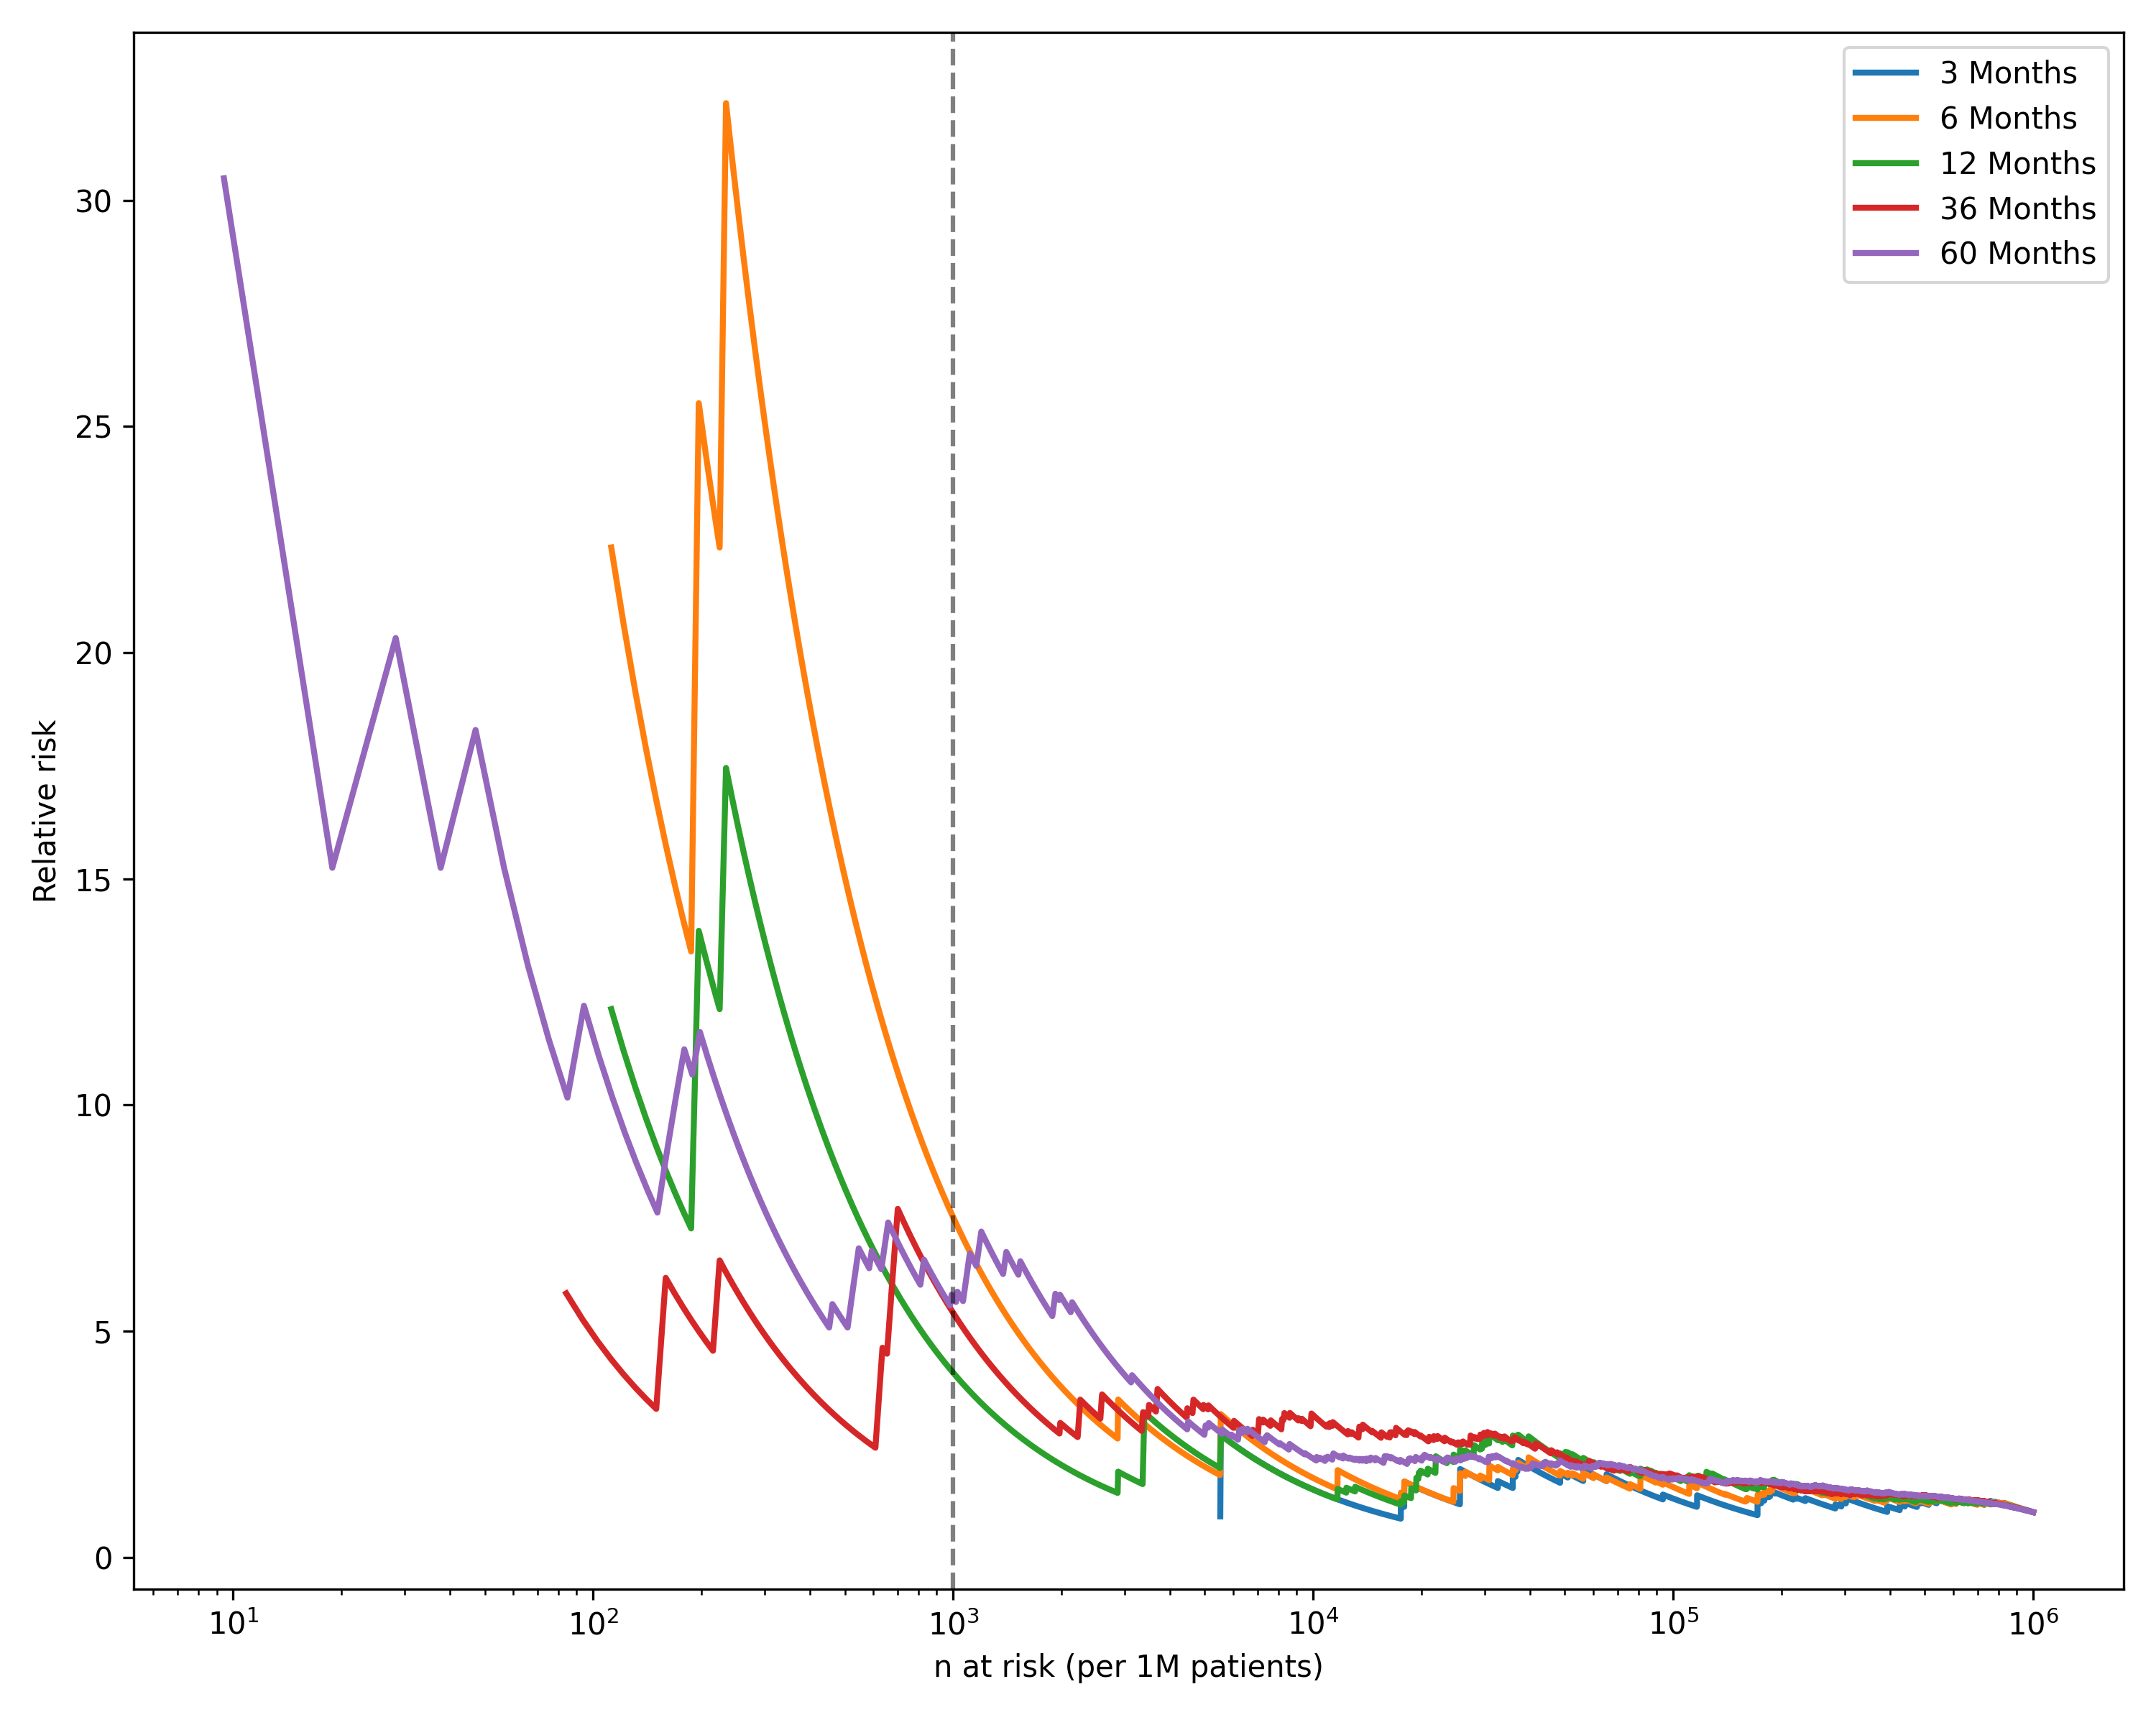 3 Months
6 Months
12 Months
36 Months
60 Months
Relative risk
30
25
20
15
10
5
0
10¹ 10² 10³ 10⁴ 10⁵ 10⁶
n at risk (per 1M patients)